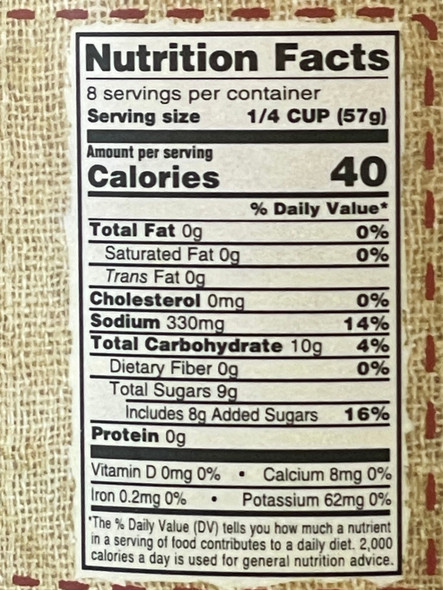 Nutrition Facts
8 servings per container
Serving size 1/4 CUP (57g)
Amount per serving
Calories 40
% Daily Value*
Total Fat 0g 0%
Saturated Fat 0g 0%
Trans Fat 0g
Cholesterol 0mg 0%
Sodium 330mg 14%
Total Carbohydrate 10g 4%
Dietary Fiber 0g 0%
Total Sugars 9g
Includes 8g Added Sugars 16%
Protein 0g
Vitamin D 0mg 0% • Calcium 8mg 0%
Iron 0.2mg 0% • Potassium 62mg 0%
*The % Daily Value (DV) tells you how much a nutrient
in a serving of food contributes to a daily diet. 2,000
calories a day is used for general nutrition advice.